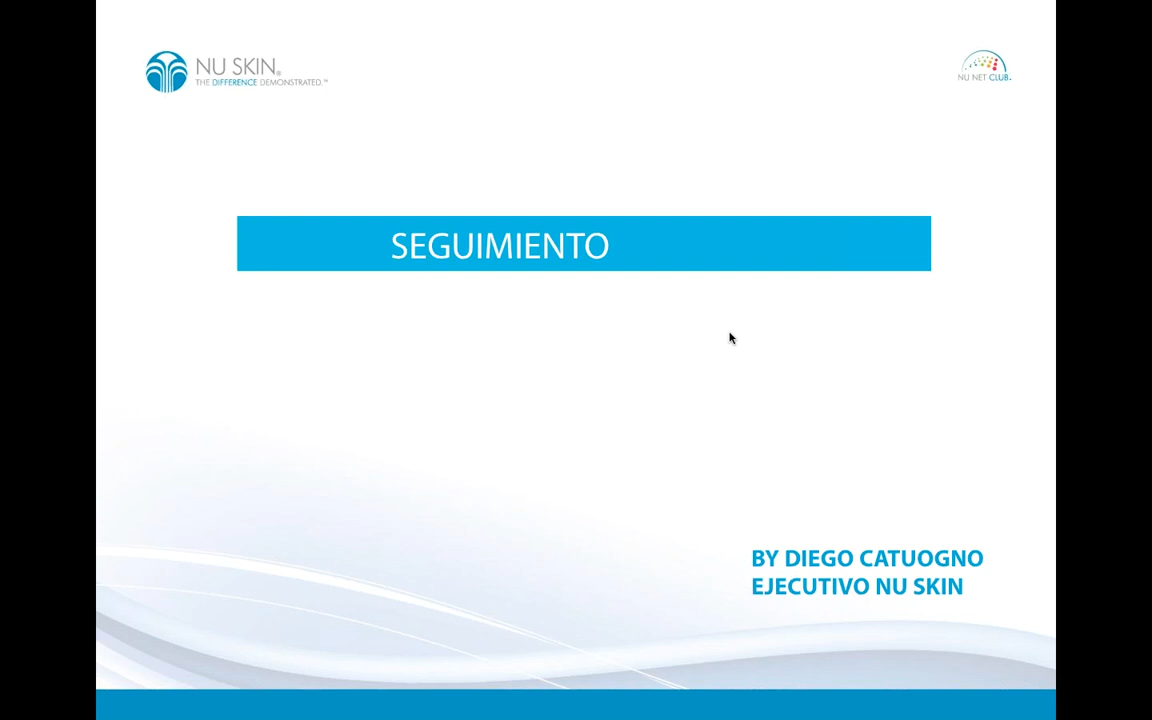 NU SKIN®
THE DIFFERENCE DEMONSTRATED.™
NU NET CLUB.
SEGUIMIENTO
BY DIEGO CATUOGNO
EJECUTIVO NU SKIN